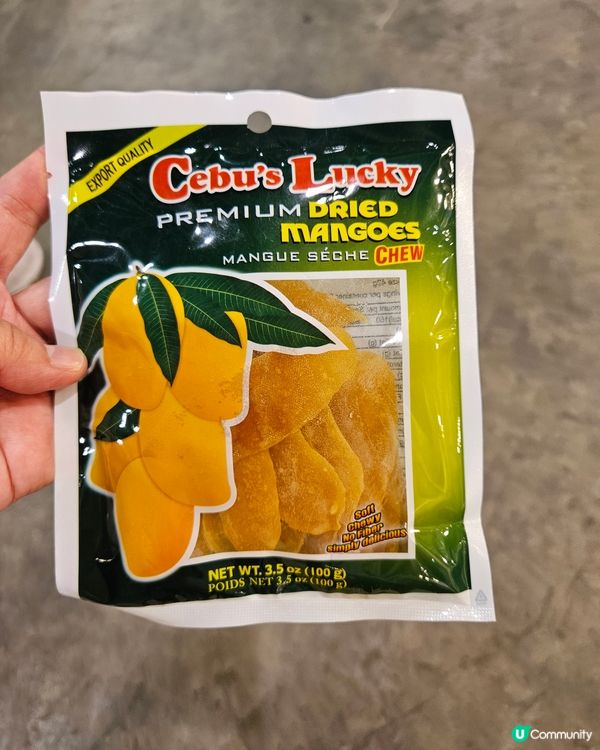 EXPORT QUALITY
Cebu's Lucky
PREMIUM DRIED
MANGOES
MANGUE SÉCHE CHEW
Soft
Chewy
No Fiber
simply delicious
NET WT. 3.5 oz (100 g)
POIDS NET 3.5 oz (100 g)
U Community